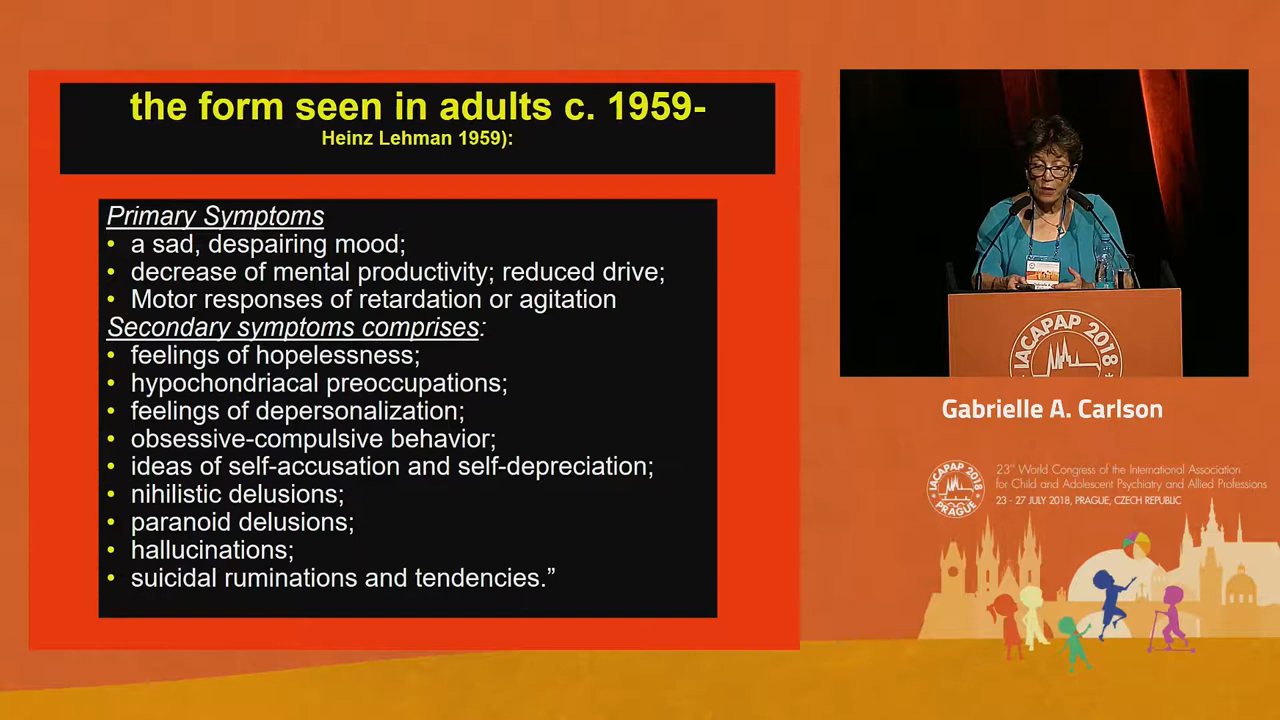 the form seen in adults c. 1959-
Heinz Lehman 1959):
Primary Symptoms
• a sad, despairing mood;
• decrease of mental productivity; reduced drive;
• Motor responses of retardation or agitation
Secondary symptoms comprises:
• feelings of hopelessness;
• hypochondriacal preoccupations;
• feelings of depersonalization;
• obsessive-compulsive behavior;
• ideas of self-accusation and self-depreciation;
• nihilistic delusions;
• paranoid delusions;
• hallucinations;
• suicidal ruminations and tendencies.”
IACAPAP 2018
Gabrielle A. Carlson
IACAPAP 2018
PRAGUE
23rd World Congress of the International Association
for Child and Adolescent Psychiatry and Allied Professions
23 - 27 JULY 2018, PRAGUE, CZECH REPUBLIC